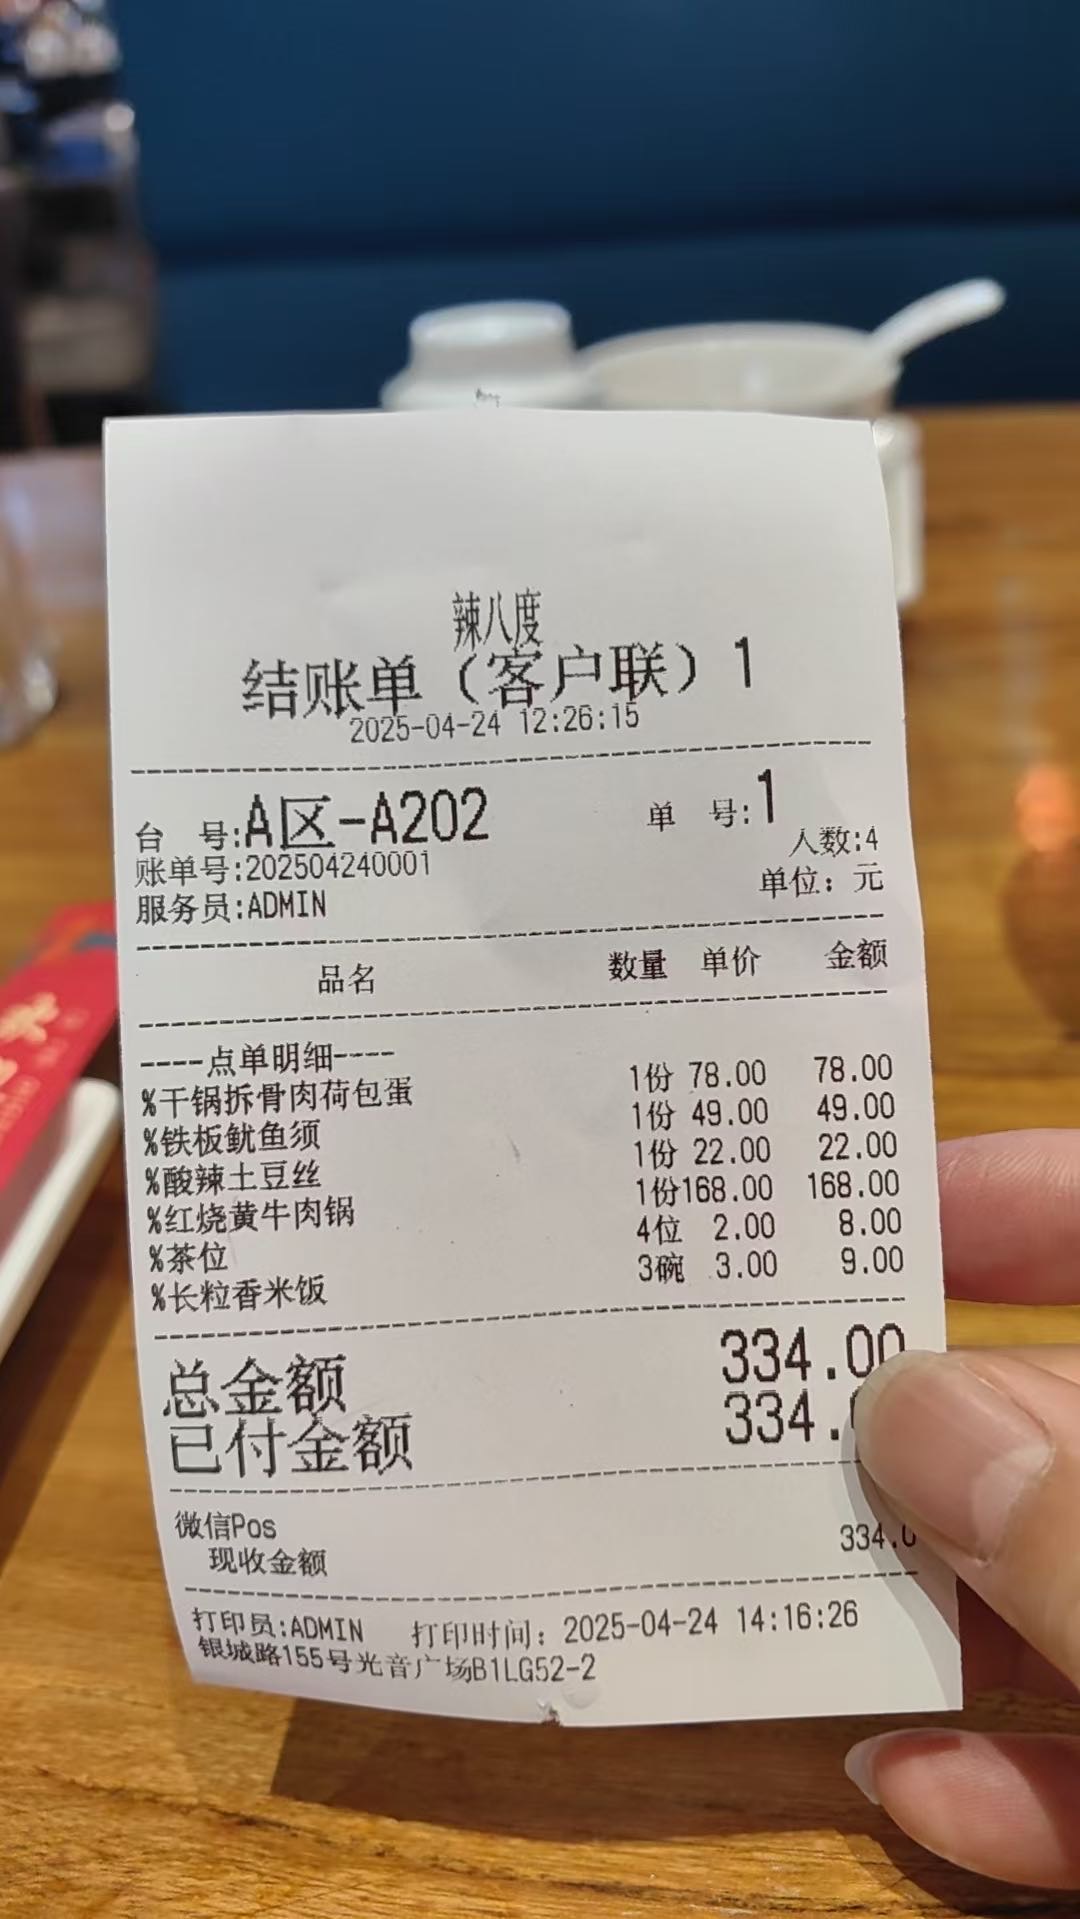 辣八度
结账单（客户联）1
2025-04-24 12:26:15
台 号:A区-A202 单 号:1
账单号:202504240001 人数:4
服务员:ADMIN 单位：元
品名 数量 单价 金额
----点单明细----
%干锅拆骨肉荷包蛋 1份 78.00 78.00
%铁板鱿鱼须 1份 49.00 49.00
%酸辣土豆丝 1份 22.00 22.00
%红烧黄牛肉锅 1份168.00 168.00
%茶位 4位 2.00 8.00
%长粒香米饭 3碗 3.00 9.00
总金额 334.00
已付金额 334.
微信Pos
现收金额 334.0
打印员:ADMIN 打印时间：2025-04-24 14:16:26
银城路155号光音广场B1LG52-2